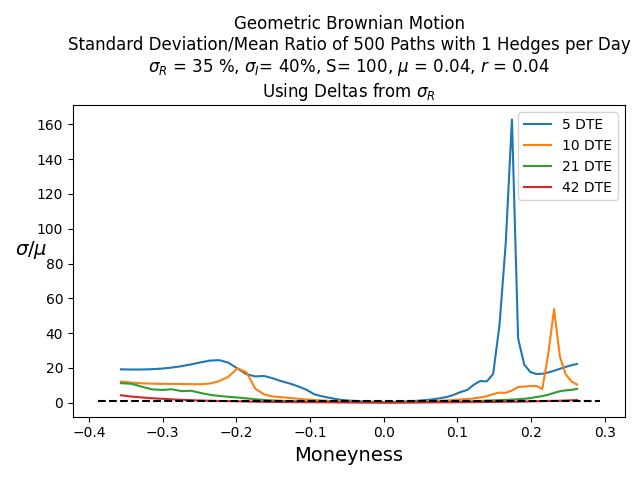 Geometric Brownian Motion
Standard Deviation/Mean Ratio of 500 Paths with 1 Hedges per Day
σ_R = 35 %, σ_I= 40%, S= 100, μ = 0.04, r = 0.04
Using Deltas from σ_R
5 DTE
10 DTE
21 DTE
42 DTE
160
140
120
100
80
60
40
20
0
σ/μ
−0.4
−0.3
−0.2
−0.1
0.0
0.1
0.2
0.3
Moneyness